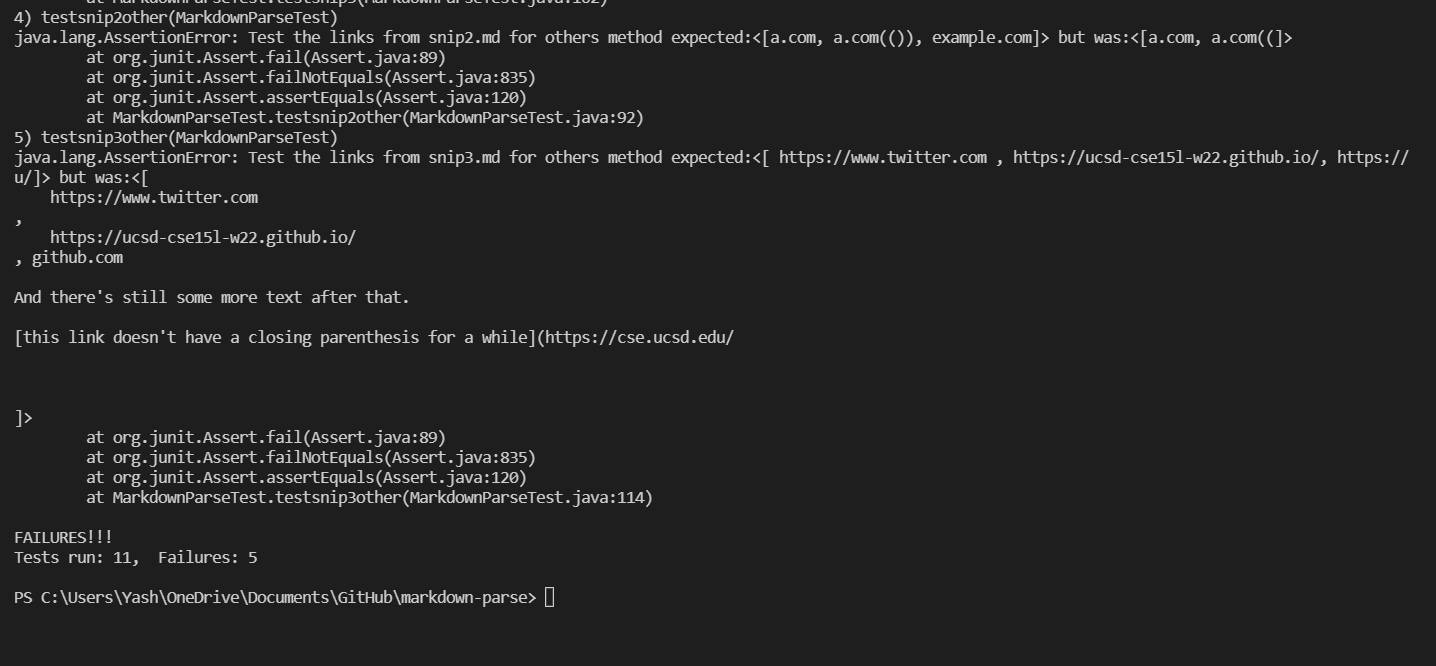 at MarkdownParseTest.testsnip3(MarkdownParseTest.java:102)
4) testsnip2other(MarkdownParseTest)
java.lang.AssertionError: Test the links from snip2.md for others method expected:<[a.com, a.com(()), example.com]> but was:<[a.com, a.com((]>
at org.junit.Assert.fail(Assert.java:89)
at org.junit.Assert.failNotEquals(Assert.java:835)
at org.junit.Assert.assertEquals(Assert.java:120)
at MarkdownParseTest.testsnip2other(MarkdownParseTest.java:92)
5) testsnip3other(MarkdownParseTest)
java.lang.AssertionError: Test the links from snip3.md for others method expected:<[ https://www.twitter.com , https://ucsd-cse15l-w22.github.io/, https://
u/]> but was:<[
https://www.twitter.com
,
https://ucsd-cse15l-w22.github.io/
, github.com
And there's still some more text after that.
[this link doesn't have a closing parenthesis for a while](https://cse.ucsd.edu/
]>
at org.junit.Assert.fail(Assert.java:89)
at org.junit.Assert.failNotEquals(Assert.java:835)
at org.junit.Assert.assertEquals(Assert.java:120)
at MarkdownParseTest.testsnip3other(MarkdownParseTest.java:114)
FAILURES!!!
Tests run: 11,  Failures: 5
PS C:\Users\Yash\OneDrive\Documents\GitHub\markdown-parse>